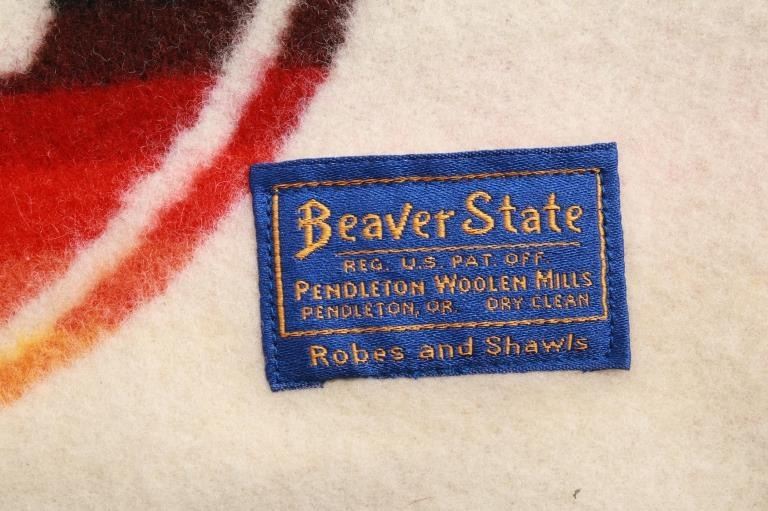 Beaver State
REG. U.S. PAT. OFF.
PENDLETON WOOLEN MILLS
PENDLETON, OR. DRY CLEAN
Robes and Shawls